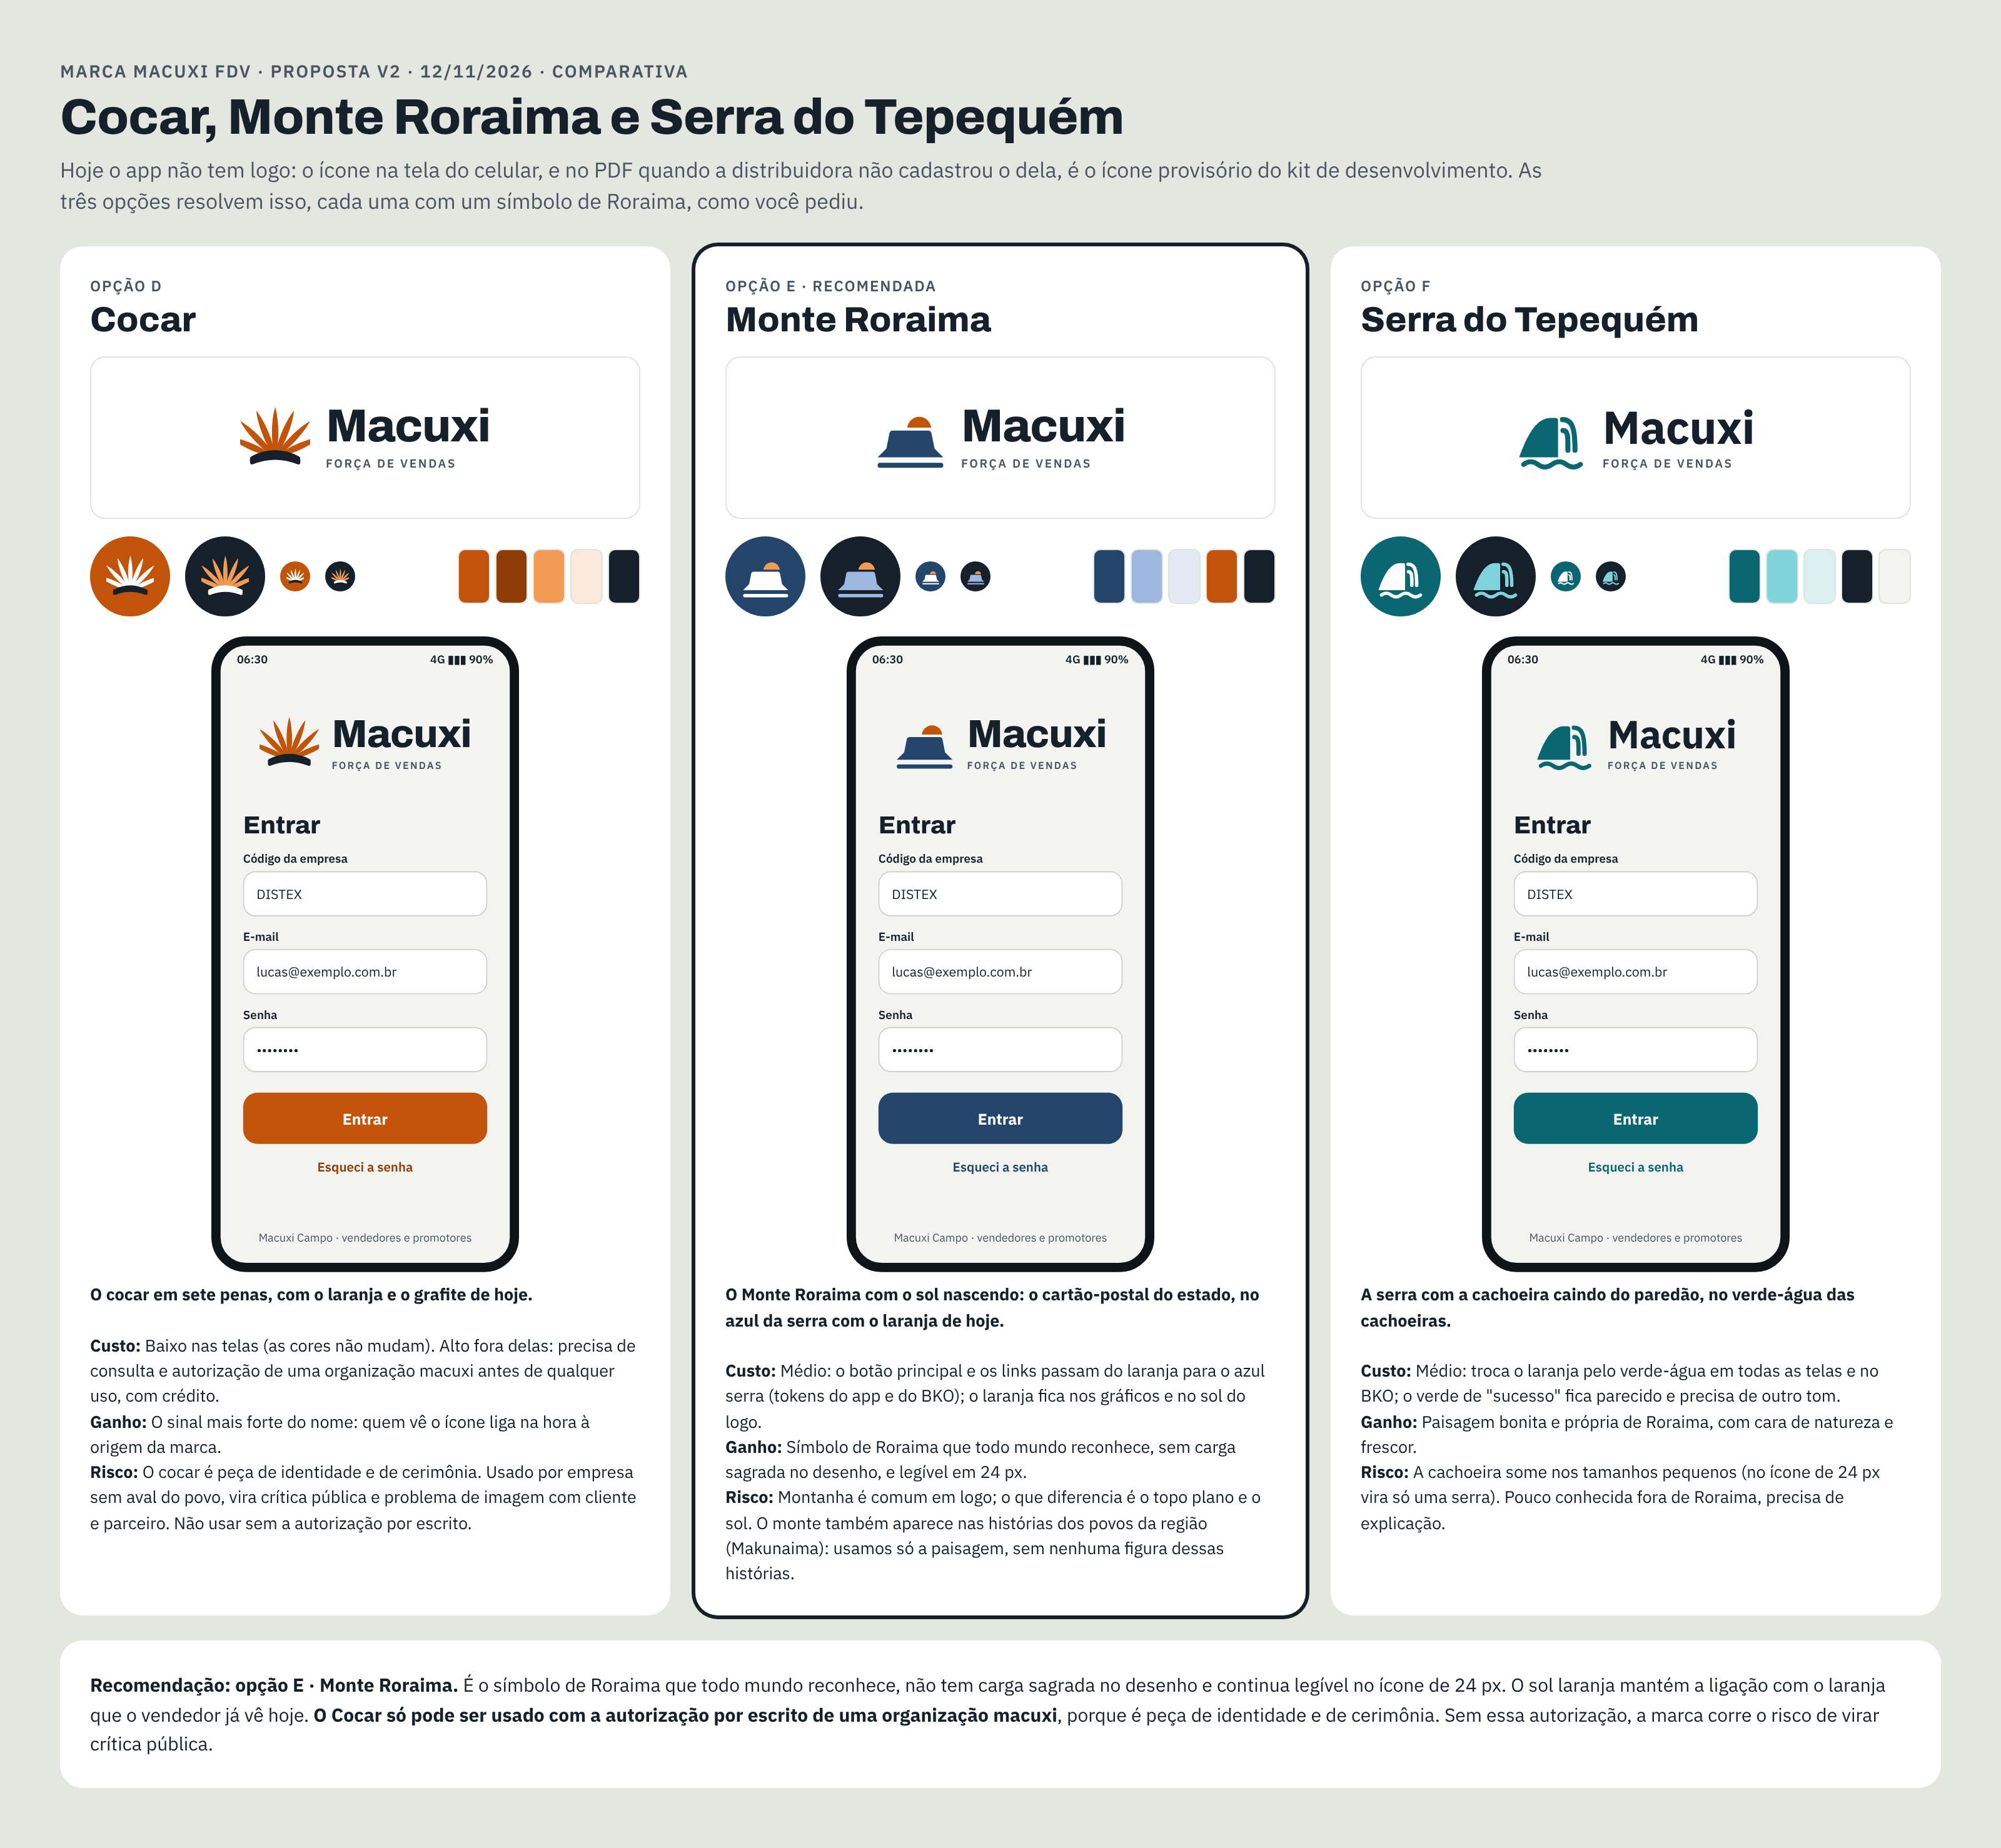 MARCA MACUXI FDV · PROPOSTA V2 · 12/11/2026 · COMPARATIVA
Cocar, Monte Roraima e Serra do Tepequém
Hoje o app não tem logo: o ícone na tela do celular, e no PDF quando a distribuidora não cadastrou o dela, é o ícone provisório do kit de desenvolvimento. As
três opções resolvem isso, cada uma com um símbolo de Roraima, como você pediu.
OPÇÃO D
Cocar
Macuxi
FORÇA DE VENDAS
06:30
4G 90%
Macuxi
FORÇA DE VENDAS
Entrar
Código da empresa
DISTEX
E-mail
lucas@exemplo.com.br
Senha
••••••••
Entrar
Esqueci a senha
Macuxi Campo · vendedores e promotores
O cocar em sete penas, com o laranja e o grafite de hoje.
Custo: Baixo nas telas (as cores não mudam). Alto fora delas: precisa de
consulta e autorização de uma organização macuxi antes de qualquer
uso, com crédito.
Ganho: O sinal mais forte do nome: quem vê o ícone liga na hora à
origem da marca.
Risco: O cocar é peça de identidade e de cerimônia. Usado por empresa
sem aval do povo, vira crítica pública e problema de imagem com cliente
e parceiro. Não usar sem a autorização por escrito.
OPÇÃO E · RECOMENDADA
Monte Roraima
Macuxi
FORÇA DE VENDAS
06:30
4G 90%
Macuxi
FORÇA DE VENDAS
Entrar
Código da empresa
DISTEX
E-mail
lucas@exemplo.com.br
Senha
••••••••
Entrar
Esqueci a senha
Macuxi Campo · vendedores e promotores
O Monte Roraima com o sol nascendo: o cartão-postal do estado, no
azul da serra com o laranja de hoje.
Custo: Médio: o botão principal e os links passam do laranja para o azul
serra (tokens do app e do BKO); o laranja fica nos gráficos e no sol do
logo.
Ganho: Símbolo de Roraima que todo mundo reconhece, sem carga
sagrada no desenho, e legível em 24 px.
Risco: Montanha é comum em logo; o que diferencia é o topo plano e o
sol. O monte também aparece nas histórias dos povos da região
(Makunaima): usamos só a paisagem, sem nenhuma figura dessas
histórias.
OPÇÃO F
Serra do Tepequém
Macuxi
FORÇA DE VENDAS
06:30
4G 90%
Macuxi
FORÇA DE VENDAS
Entrar
Código da empresa
DISTEX
E-mail
lucas@exemplo.com.br
Senha
••••••••
Entrar
Esqueci a senha
Macuxi Campo · vendedores e promotores
A serra com a cachoeira caindo do paredão, no verde-água das
cachoeiras.
Custo: Médio: troca o laranja pelo verde-água em todas as telas e no
BKO; o verde de "sucesso" fica parecido e precisa de outro tom.
Ganho: Paisagem bonita e própria de Roraima, com cara de natureza e
frescor.
Risco: A cachoeira some nos tamanhos pequenos (no ícone de 24 px
vira só uma serra). Pouco conhecida fora de Roraima, precisa de
explicação.
Recomendação: opção E · Monte Roraima. É o símbolo de Roraima que todo mundo reconhece, não tem carga sagrada no desenho e continua legível no ícone de 24 px. O sol laranja mantém a ligação com o laranja
que o vendedor já vê hoje. O Cocar só pode ser usado com a autorização por escrito de uma organização macuxi, porque é peça de identidade e de cerimônia. Sem essa autorização, a marca corre o risco de virar
crítica pública.